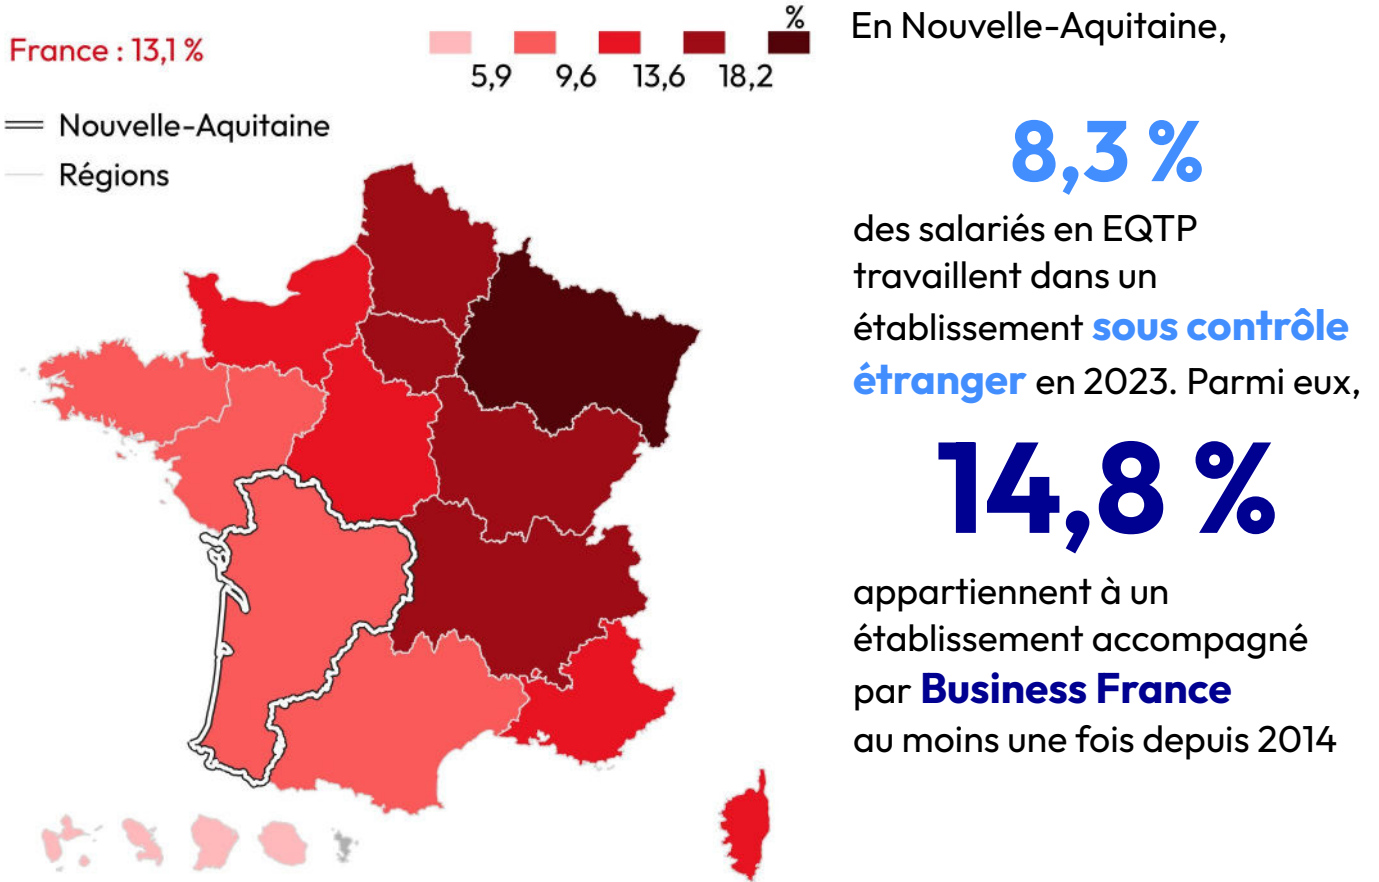 France : 13,1 %
%
5,9 9,6 13,6 18,2
Nouvelle-Aquitaine
Régions
En Nouvelle-Aquitaine,
8,3 %
des salariés en EQTP
travaillent dans un
établissement sous contrôle
étranger en 2023. Parmi eux,
14,8 %
appartiennent à un
établissement accompagné
par Business France
au moins une fois depuis 2014